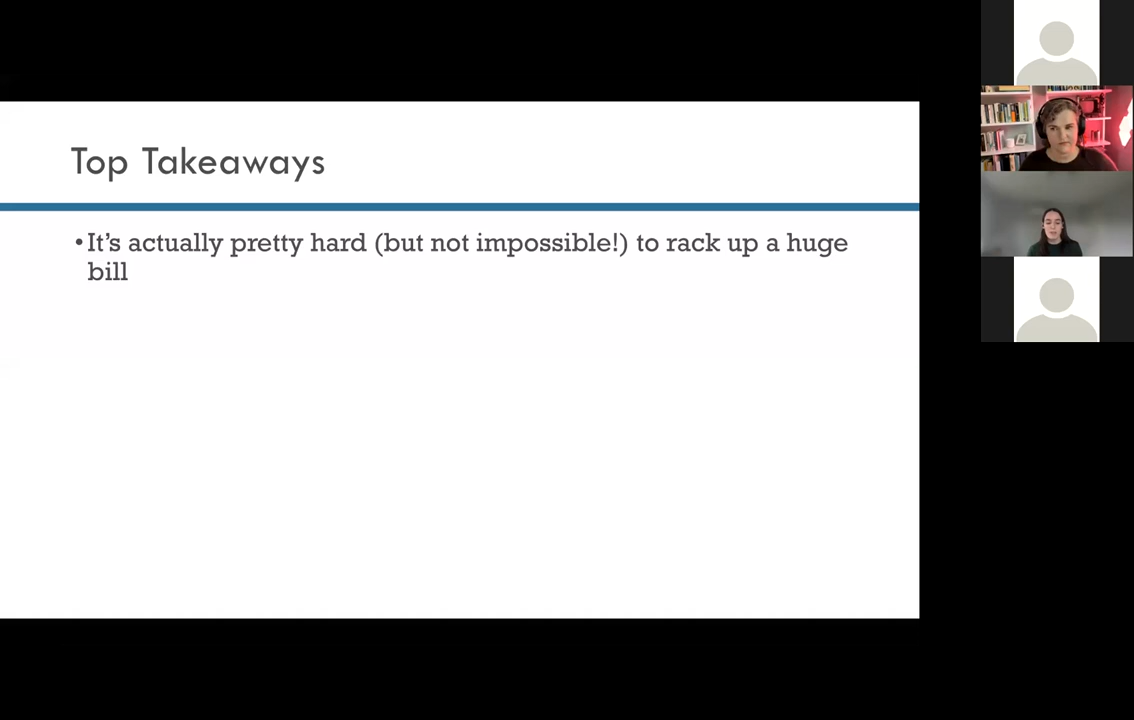 Top Takeaways
•It's actually pretty hard (but not impossible!) to rack up a huge
bill